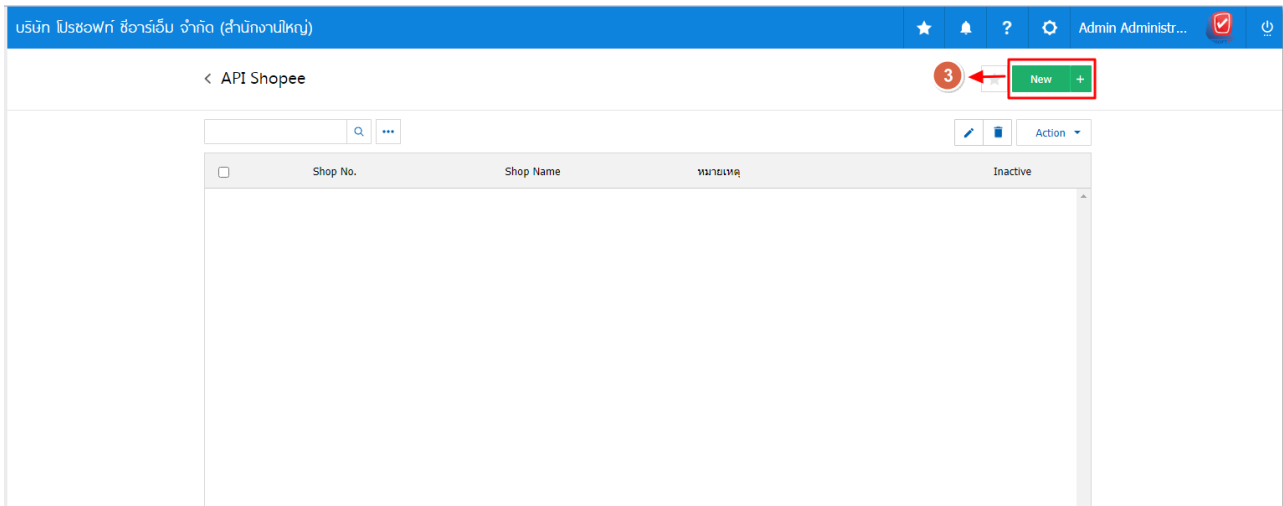 บริษัท โปรซอฟท์ ซีอาร์เอ็ม จำกัด (สำนักงานใหญ่) ? Admin Administr...
< API Shopee 3 New +
... Action
Shop No. Shop Name หมายเหตุ Inactive